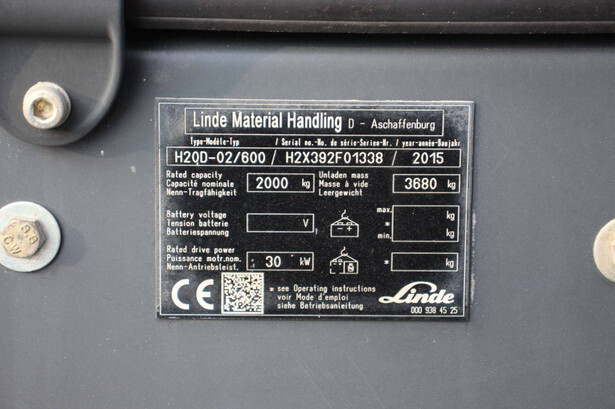 Linde Material Handling D - Aschaffenburg
Type-Modèle-Typ / Serial no.-No. de série-Serien-Nr. / year-année-Baujahr
H20D-02/600 / H2X392F01338 / 2015
Rated capacity
Capacité nominale 2000 kg
Nenn-Tragfähigkeit
Unladen mass
Masse à vide 3680 kg
Leergewicht
Battery voltage
Tension batterie V
Batteriespannung
max. kg
*
min. kg
Rated drive power
Puissance motr.nom. 30 kW
Nenn-Antriebsleist.
* kg
CE
* see Operating instructions
voir Mode d'emploi
siehe Betriebsanleitung
Linde
000 938 45 25
8.8